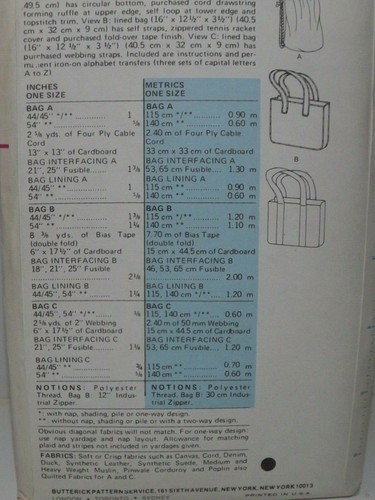 49.5 cm) has circular bottom, purchased cord drawstring
forming ruffle at upper edge, self loop at lower edge and
topstitch trim. View B: lined bag (16" x 12½" x 3½") (40.5
cm x 32 cm x 9 cm) has self straps, zippered tennis racket
cover and purchased fold-over tape finish. View C: lined bag
(16" x 12½" x 3½") (40.5 cm x 32 cm x 9 cm) has
purchased webbing straps. Included are instructions and per-
iron-on alphabet transfers (three sets of capital letters
A to Z)
A
B
C
INCHES
ONE SIZE
BAG A
44/45" */** 1
54" **
2⅝ yds. of Four Ply Cable
Cord
13" x 13" of Cardboard
BAG INTERFACING A
21", 25" Fusible
BAG LINING A
44/45" ** 1
54" **
BAG B
44/45" */**
54" **
8 ⅜ yds. of Bias Tape
(double fold)
6" x 17½" of Cardboard
BAG INTERFACING B
18", 21", 25" Fusible
BAG LINING B
44/45", 54" **
BAG C
44/45", 54" */**
2" Webbing
6" x 17½" of Cardboard
BAG INTERFACING C
21", 25" Fusible
BAG LINING C
44/45" **
54" **
NOTIONS: Polyester
Thread. Bag B: 12" Indus-
trial Zipper.
METRICS
ONE SIZE
BAG A
115 cm */** 0.90 m
140 cm ** 0.60 m
2.40 m of Four Ply Cable
Cord
33 cm x 33 cm of Cardboard
BAG INTERFACING A
53, 65 cm Fusible 1.30 m
BAG LINING A
115 cm ** 0.90 m
140 cm ** 0.60 m
BAG B
115 cm */** 1.20 m
140 cm ** 1.10 m
7.70 m of Bias Tape
(double fold)
15 cm x 44.5 cm of Cardboard
BAG INTERFACING B
46, 53, 65 cm Fusible
2.00 m
BAG LINING B
115, 140 cm */** 1.20 m
BAG C
115, 140 cm */** 0.60 m
2.40 m of 50 mm Webbing
15 cm x 44.5 cm of Cardboard
BAG INTERFACING C
53, 65 cm Fusible 1.20 m
BAG LINING C
115 cm ** 0.70 m
140 cm ** 0.60 m
NOTIONS: Polyester
Thread. Bag B: 30 cm Indus-
trial Zipper.
*: with nap, shading, pile or one-way design.
**: without nap, shading or pile or with a two-way design.
Obvious diagonal fabrics will not match. For one-way design:
use nap yardage and nap layout. Allowance for matching
plaid and stripes not included in yardages given.
FABRICS: Soft or Crisp fabrics such as Canvas, Cord, Denim,
Duck, Synthetic Leather, Synthetic Suede, Medium and
Heavy Weight Muslin, Pinwale Corduroy and Poplin also
Quilted Fabrics for A and C.
BUTTERICK PATTERN SERVICE, 161 SIXTH AVENUE, NEW YORK, NEW YORK 10013
LONDON TORONTO SYDNEY PRINTED IN U.S.A.